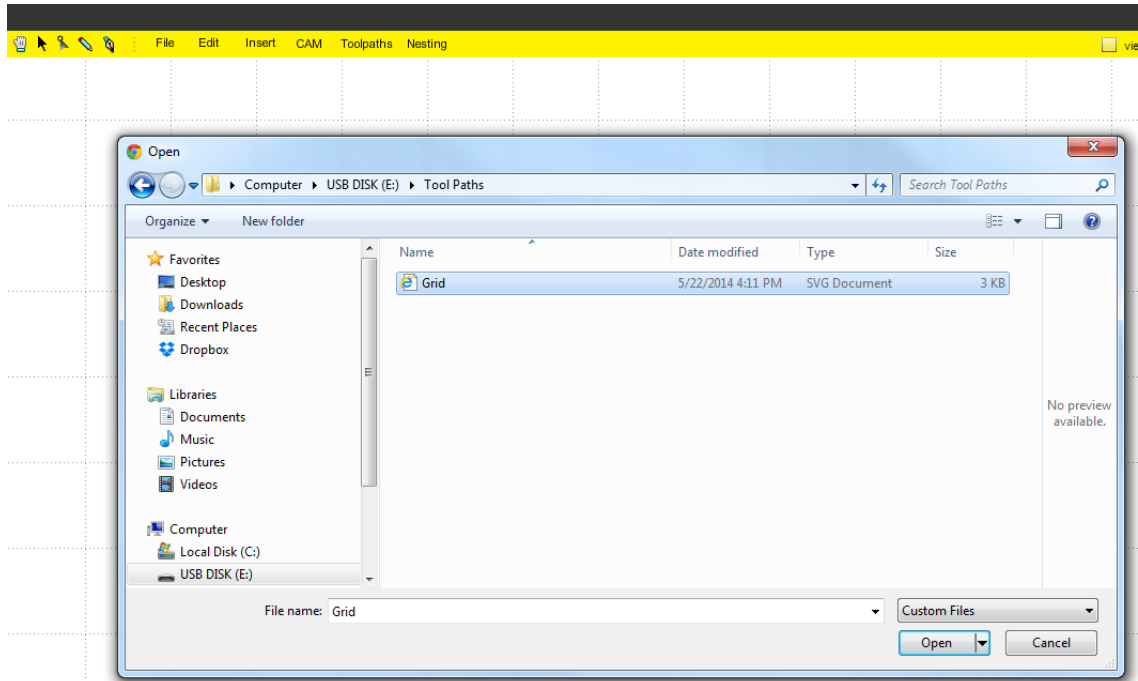 File Edit Insert CAM Toolpaths Nesting vie
Open
Computer USB DISK (E:) Tool Paths Search Tool Paths
Organize New folder
Name Date modified Type Size
Grid 5/22/2014 4:11 PM SVG Document 3 KB
Favorites
Desktop
Downloads
Recent Places
Dropbox
Libraries
Documents
Music
Pictures
Videos
Computer
Local Disk (C:)
USB DISK (E:)
No preview
available.
File name: Grid Custom Files
Open Cancel